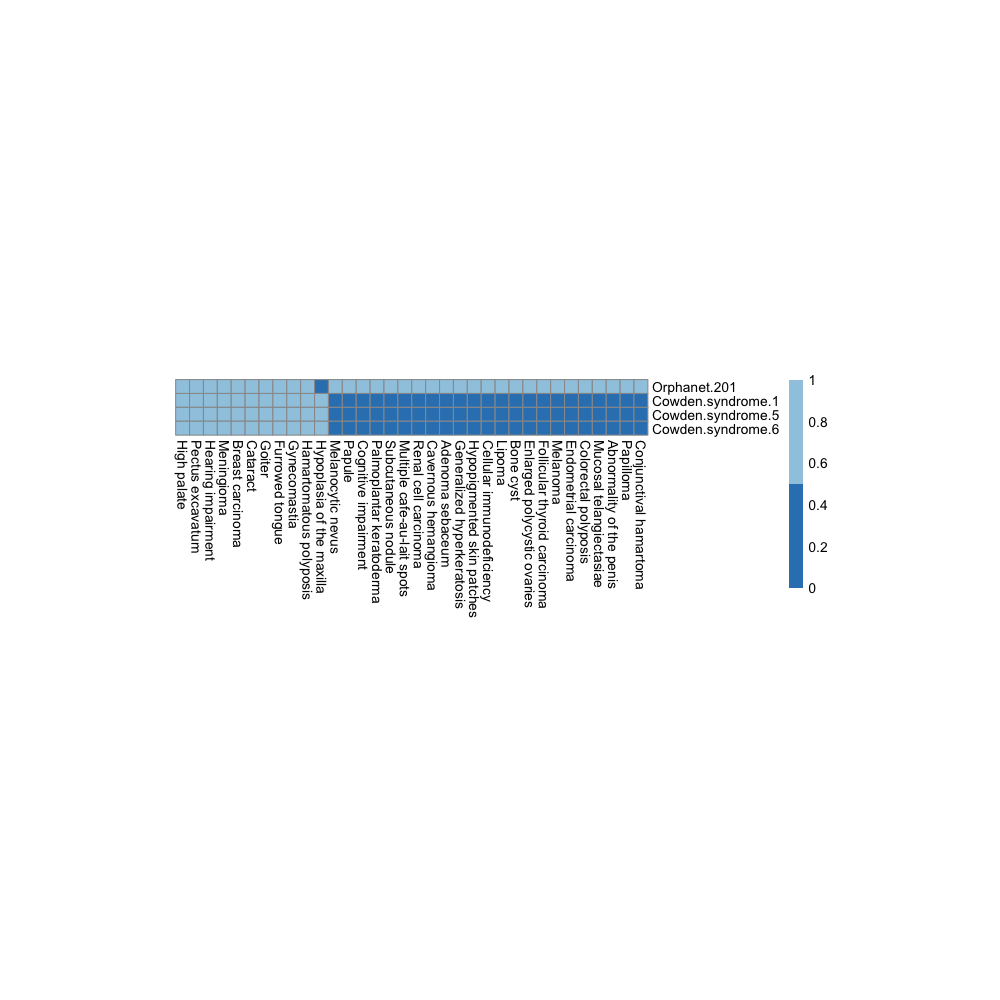 Orphanet.201
Cowden.syndrome.1
Cowden.syndrome.5
Cowden.syndrome.6
High palate
Pectus excavatum
Hearing impairment
Meningioma
Breast carcinoma
Cataract
Goiter
Furrowed tongue
Gynecomastia
Hamartomatous polyposis
Hypoplasia of the maxilla
Melanocytic nevus
Papule
Cognitive impairment
Palmoplantar keratoderma
Subcutaneous nodule
Multiple cafe-au-lait spots
Renal cell carcinoma
Cavernous hemangioma
Adenoma sebaceum
Generalized hyperkeratosis
Hypopigmented skin patches
Cellular immunodeficiency
Lipoma
Bone cyst
Enlarged polycystic ovaries
Follicular thyroid carcinoma
Melanoma
Endometrial carcinoma
Colorectal polyposis
Mucosal telangiectasiae
Abnormality of the penis
Papilloma
Conjunctival hamartoma
1
0.8
0.6
0.4
0.2
0